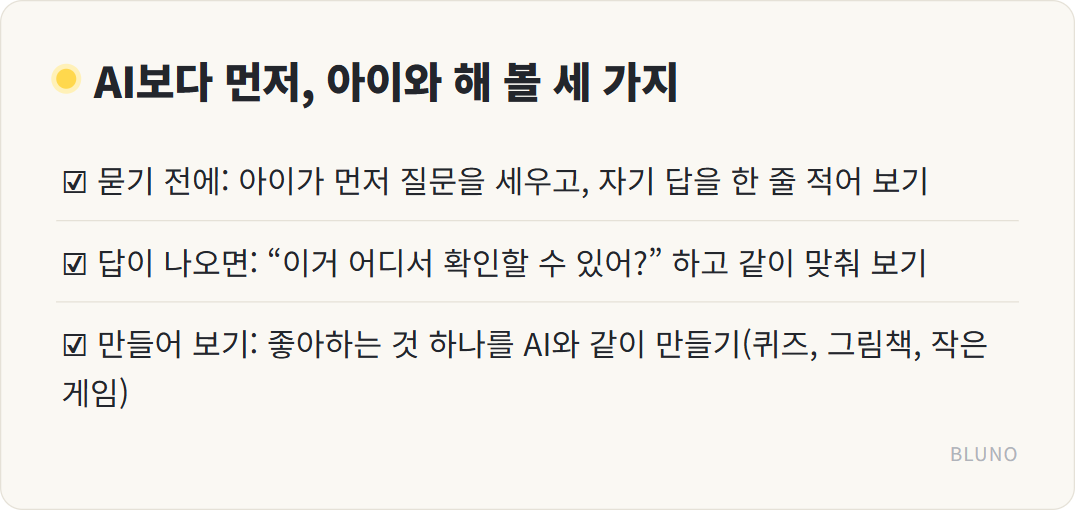 AI보다 먼저, 아이와 해 볼 세 가지
☑ 묻기 전에: 아이가 먼저 질문을 세우고, 자기 답을 한 줄 적어 보기
☑ 답이 나오면: “이거 어디서 확인할 수 있어?” 하고 같이 맞춰 보기
☑ 만들어 보기: 좋아하는 것 하나를 AI와 같이 만들기(퀴즈, 그림책, 작은
게임)
BLUNO